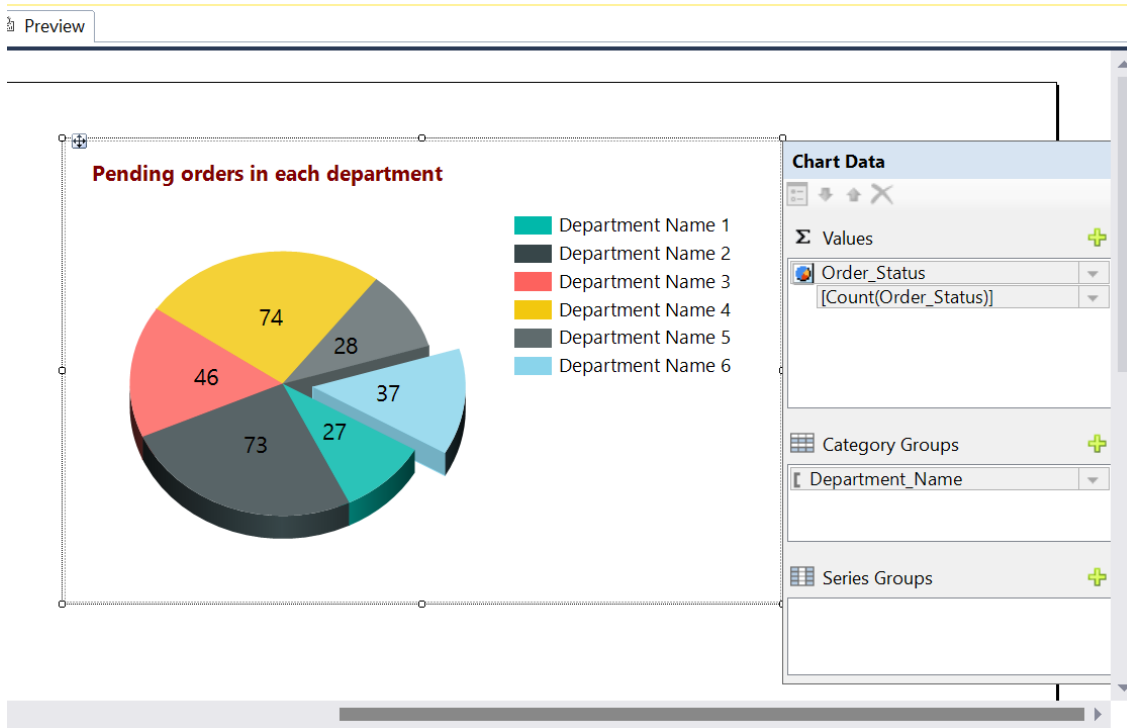 Preview
Pending orders in each department
Department Name 1
Department Name 2
Department Name 3
Department Name 4
Department Name 5
Department Name 6
74
28
46
37
27
73
Chart Data
Σ Values
Order_Status
[Count(Order_Status)]
Category Groups
Department_Name
Series Groups